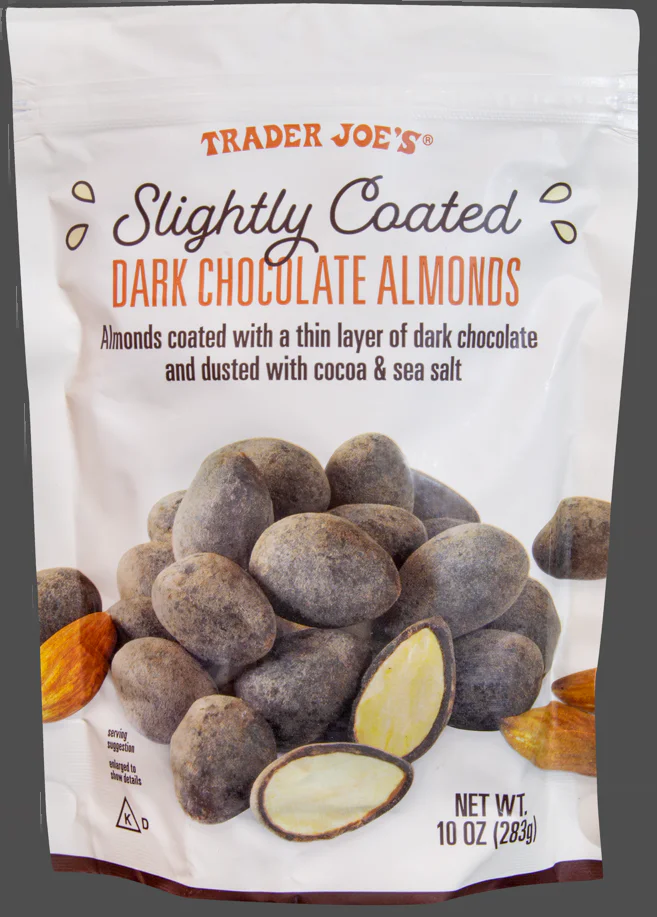 TRADER JOE'S®
Slightly Coated
DARK CHOCOLATE ALMONDS
Almonds coated with a thin layer of dark chocolate
and dusted with cocoa & sea salt
serving
suggestion
enlarged to
show details
K D
NET WT.
10 OZ (283g)